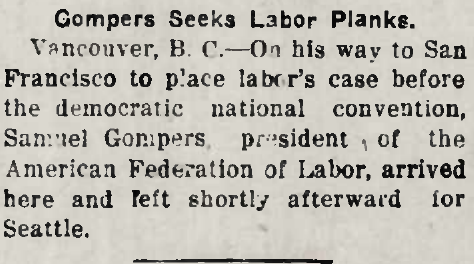 Gompers Seeks Labor Planks.
Vancouver, B. C.—On his way to San
Francisco to place labor's case before
the democratic national convention,
Samuel Gompers, president of the
American Federation of Labor, arrived
here and left shortly afterward for
Seattle.